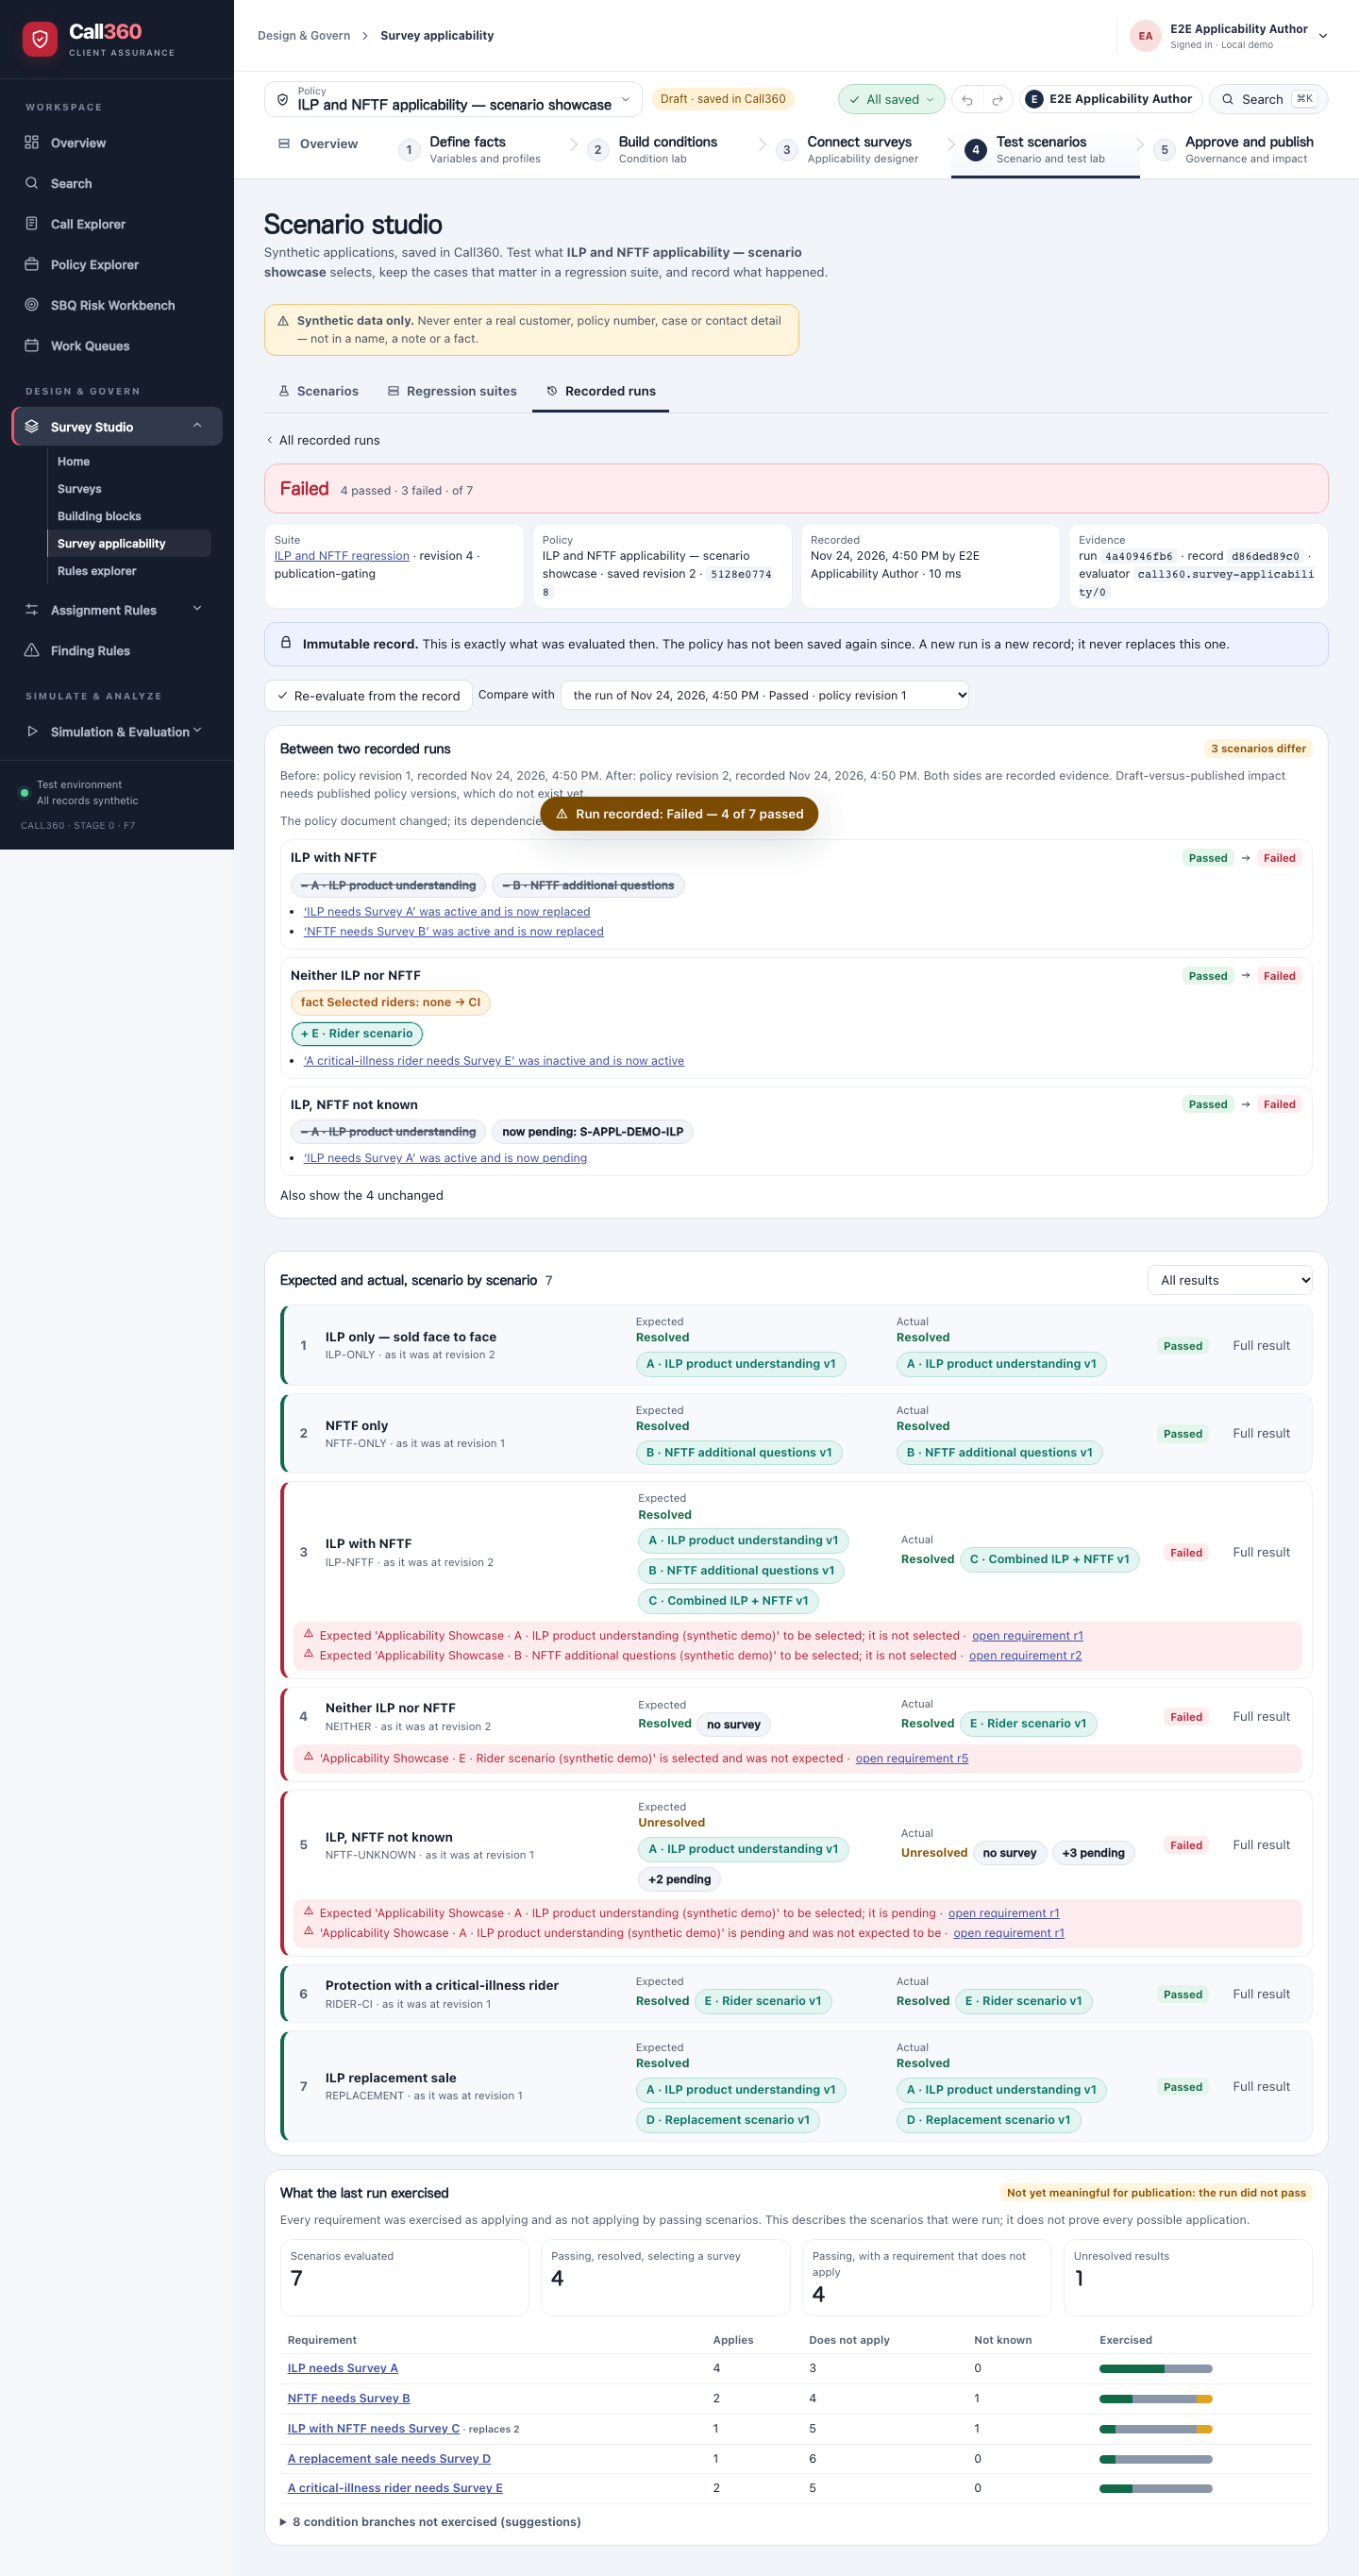 Call360
CLIENT ASSURANCE
WORKSPACE
Overview
Search
Call Explorer
Policy Explorer
SBQ Risk Workbench
Work Queues
DESIGN & GOVERN
Survey Studio
Home
Surveys
Building blocks
Survey applicability
Rules explorer
Assignment Rules
Finding Rules
SIMULATE & ANALYZE
Simulation & Evaluation
Test environment
All records synthetic
CALL360 · STAGE 0 · F7
Design & Govern > Survey applicability
EA
E2E Applicability Author
Signed in · Local demo
Policy
ILP and NFTF applicability — scenario showcase
Draft · saved in Call360
All saved
E E2E Applicability Author
Search ⌘K
Overview
1 Define facts
Variables and profiles
2 Build conditions
Condition lab
3 Connect surveys
Applicability designer
4 Test scenarios
Scenario and test lab
5 Approve and publish
Governance and impact
Scenario studio
Synthetic applications, saved in Call360. Test what ILP and NFTF applicability — scenario
showcase selects, keep the cases that matter in a regression suite, and record what happened.
Synthetic data only. Never enter a real customer, policy number, case or contact detail
— not in a name, a note or a fact.
Scenarios
Regression suites
Recorded runs
All recorded runs
Failed 4 passed · 3 failed · of 7
Suite
ILP and NFTF regression · revision 4 ·
publication-gating
Policy
ILP and NFTF applicability — scenario
showcase · saved revision 2 · 5128e0774
8
Recorded
Nov 24, 2026, 4:50 PM by E2E
Applicability Author · 10 ms
Evidence
run 4a40946fb6 · record d86ded89c0 ·
evaluator call360.survey-applicabili
ty/0
Immutable record. This is exactly what was evaluated then. The policy has not been saved again since. A new run is a new record; it never replaces this one.
Re-evaluate from the record
Compare with
the run of Nov 24, 2026, 4:50 PM · Passed · policy revision 1
Between two recorded runs
3 scenarios differ
Before: policy revision 1, recorded Nov 24, 2026, 4:50 PM. After: policy revision 2, recorded Nov 24, 2026, 4:50 PM. Both sides are recorded evidence. Draft-versus-published impact
needs published policy versions, which do not exist yet.
The policy document changed; its dependencie
Run recorded: Failed — 4 of 7 passed
ILP with NFTF
Passed → Failed
− A · ILP product understanding
− B · NFTF additional questions
‘ILP needs Survey A’ was active and is now replaced
‘NFTF needs Survey B’ was active and is now replaced
Neither ILP nor NFTF
Passed → Failed
fact Selected riders: none → CI
+ E · Rider scenario
‘A critical-illness rider needs Survey E’ was inactive and is now active
ILP, NFTF not known
Passed → Failed
− A · ILP product understanding
now pending: S-APPL-DEMO-ILP
‘ILP needs Survey A’ was active and is now pending
Also show the 4 unchanged
Expected and actual, scenario by scenario 7
All results
1
ILP only — sold face to face
ILP-ONLY · as it was at revision 2
Expected
Resolved
A · ILP product understanding v1
Actual
Resolved
A · ILP product understanding v1
Passed
Full result
2
NFTF only
NFTF-ONLY · as it was at revision 1
Expected
Resolved
B · NFTF additional questions v1
Actual
Resolved
B · NFTF additional questions v1
Passed
Full result
3
ILP with NFTF
ILP-NFTF · as it was at revision 2
Expected
Resolved
A · ILP product understanding v1
B · NFTF additional questions v1
C · Combined ILP + NFTF v1
Actual
Resolved C · Combined ILP + NFTF v1
Failed
Full result
Expected 'Applicability Showcase · A · ILP product understanding (synthetic demo)' to be selected; it is not selected · open requirement r1
Expected 'Applicability Showcase · B · NFTF additional questions (synthetic demo)' to be selected; it is not selected · open requirement r2
4
Neither ILP nor NFTF
NEITHER · as it was at revision 2
Expected
Resolved no survey
Actual
Resolved E · Rider scenario v1
Failed
Full result
'Applicability Showcase · E · Rider scenario (synthetic demo)' is selected and was not expected · open requirement r5
5
ILP, NFTF not known
NFTF-UNKNOWN · as it was at revision 1
Expected
Unresolved
A · ILP product understanding v1
+2 pending
Actual
Unresolved no survey +3 pending
Failed
Full result
Expected 'Applicability Showcase · A · ILP product understanding (synthetic demo)' to be selected; it is pending · open requirement r1
'Applicability Showcase · A · ILP product understanding (synthetic demo)' is pending and was not expected to be · open requirement r1
6
Protection with a critical-illness rider
RIDER-CI · as it was at revision 1
Expected
Resolved E · Rider scenario v1
Actual
Resolved E · Rider scenario v1
Passed
Full result
7
ILP replacement sale
REPLACEMENT · as it was at revision 1
Expected
Resolved
A · ILP product understanding v1
D · Replacement scenario v1
Actual
Resolved
A · ILP product understanding v1
D · Replacement scenario v1
Passed
Full result
What the last run exercised
Not yet meaningful for publication: the run did not pass
Every requirement was exercised as applying and as not applying by passing scenarios. This describes the scenarios that were run; it does not prove every possible application.
Scenarios evaluated
7
Passing, resolved, selecting a survey
4
Passing, with a requirement that does not
apply
4
Unresolved results
1
Requirement Applies Does not apply Not known Exercised
ILP needs Survey A 4 3 0
NFTF needs Survey B 2 4 1
ILP with NFTF needs Survey C · replaces 2 1 5 1
A replacement sale needs Survey D 1 6 0
A critical-illness rider needs Survey E 2 5 0
8 condition branches not exercised (suggestions)